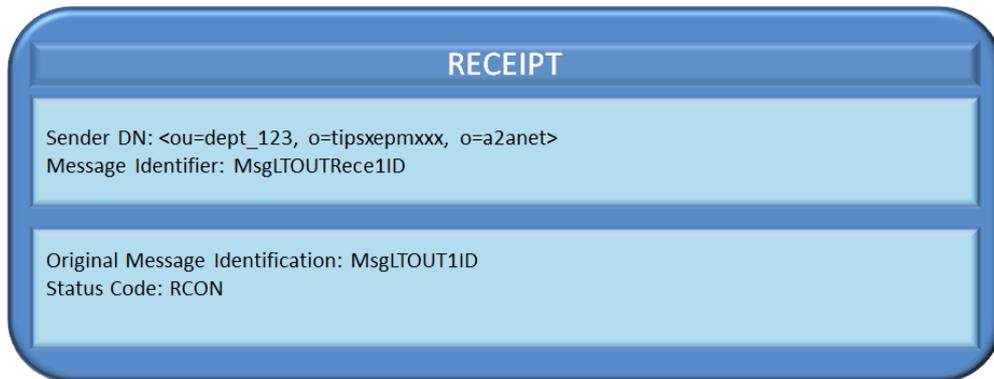 RECEIPT
Sender DN: <ou=dept_123, o=tipsxepmxxx, o=a2anet>
Message Identifier: MsgLTOUTRece1ID
Original Message Identification: MsgLTOUT1ID
Status Code: RCON